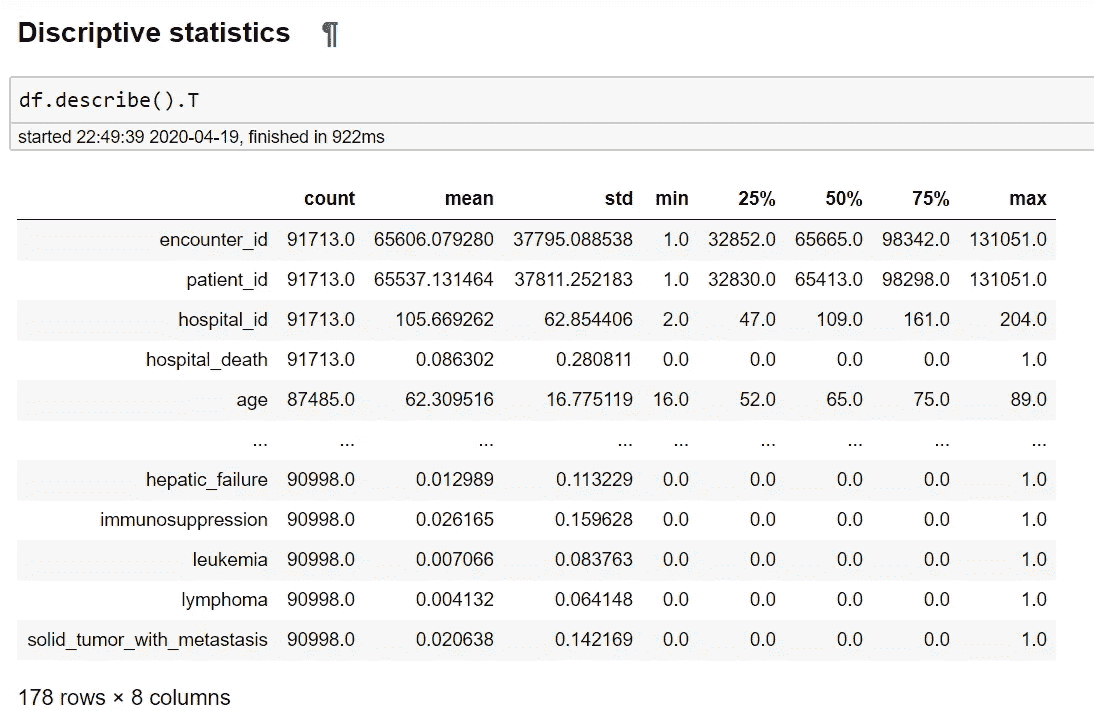 Discriptive statistics ¶
df.describe().T
started 22:49:39 2020-04-19, finished in 922ms
count mean std min 25% 50% 75% max
encounter_id 91713.0 65606.079280 37795.088538 1.0 32852.0 65665.0 98342.0 131051.0
patient_id 91713.0 65537.131464 37811.252183 1.0 32830.0 65413.0 98298.0 131051.0
hospital_id 91713.0 105.669262 62.854406 2.0 47.0 109.0 161.0 204.0
hospital_death 91713.0 0.086302 0.280811 0.0 0.0 0.0 0.0 1.0
age 87485.0 62.309516 16.775119 16.0 52.0 65.0 75.0 89.0
... ... ... ... ... ... ... ... ...
hepatic_failure 90998.0 0.012989 0.113229 0.0 0.0 0.0 0.0 1.0
immunosuppression 90998.0 0.026165 0.159628 0.0 0.0 0.0 0.0 1.0
leukemia 90998.0 0.007066 0.083763 0.0 0.0 0.0 0.0 1.0
lymphoma 90998.0 0.004132 0.064148 0.0 0.0 0.0 0.0 1.0
solid_tumor_with_metastasis 90998.0 0.020638 0.142169 0.0 0.0 0.0 0.0 1.0
178 rows × 8 columns